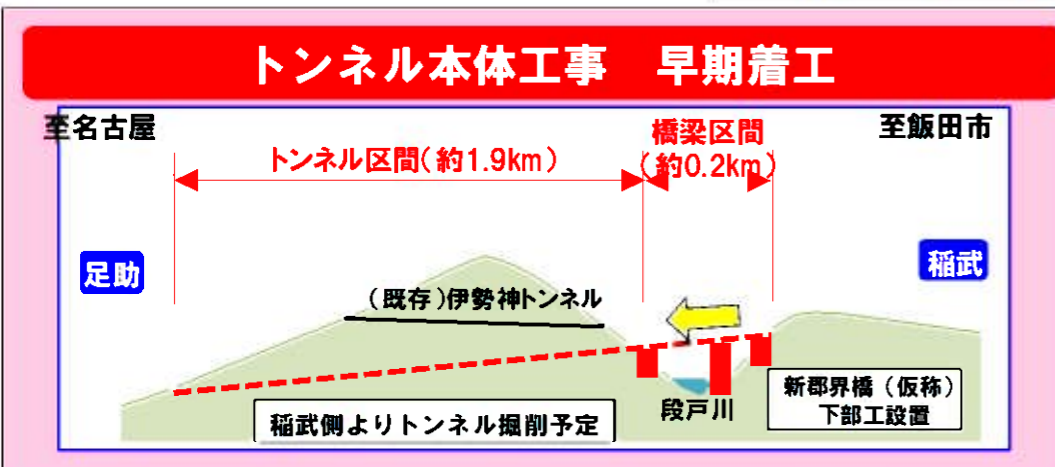 トンネル本体工事　早期着工
至名古屋
橋梁区間
(約0.2km)
至飯田市
トンネル区間(約1.9km)
足助
稲武
(既存)伊勢神トンネル
段戸川
新郡界橋（仮称）
下部工設置
稲武側よりトンネル掘削予定